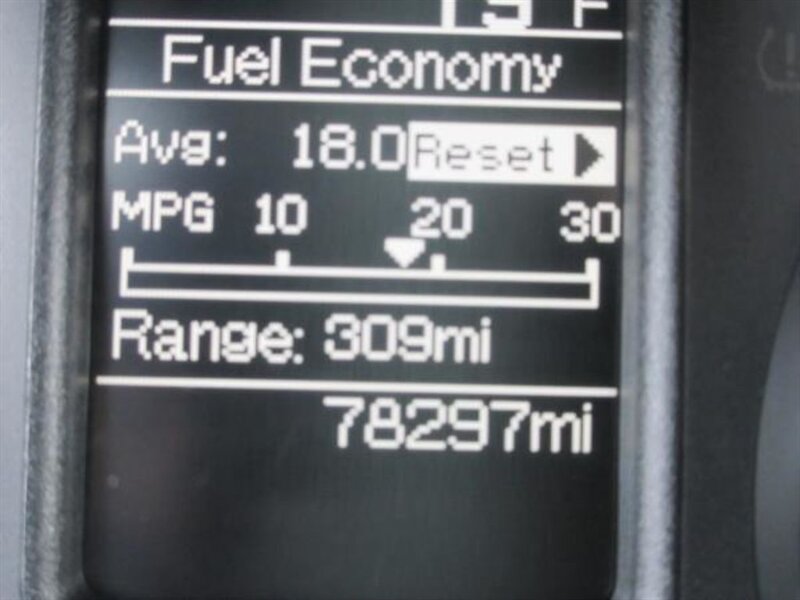 Fuel Economy
Avg: 18.0 Reset
MPG 10 20 30
Range: 309mi
78297mi